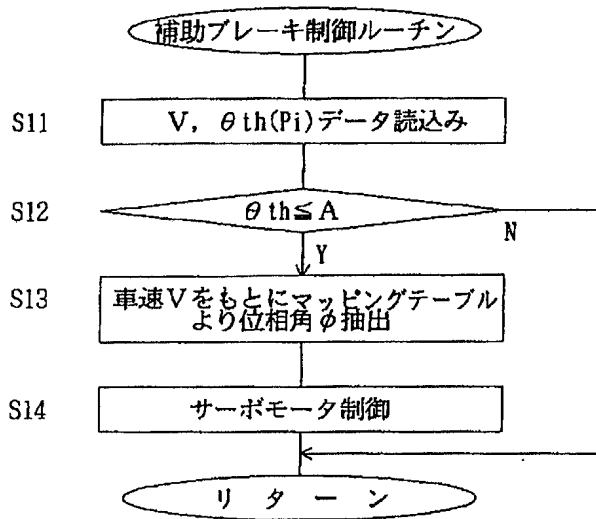 補助ブレーキ制御ルーチン
S11
V, θth(Pi)データ読込み
S12
θth≦A
N
Y
S13
車速Vをもとにマッピングテーブル
より位相角φ抽出
S14
サーボモータ制御
リターン